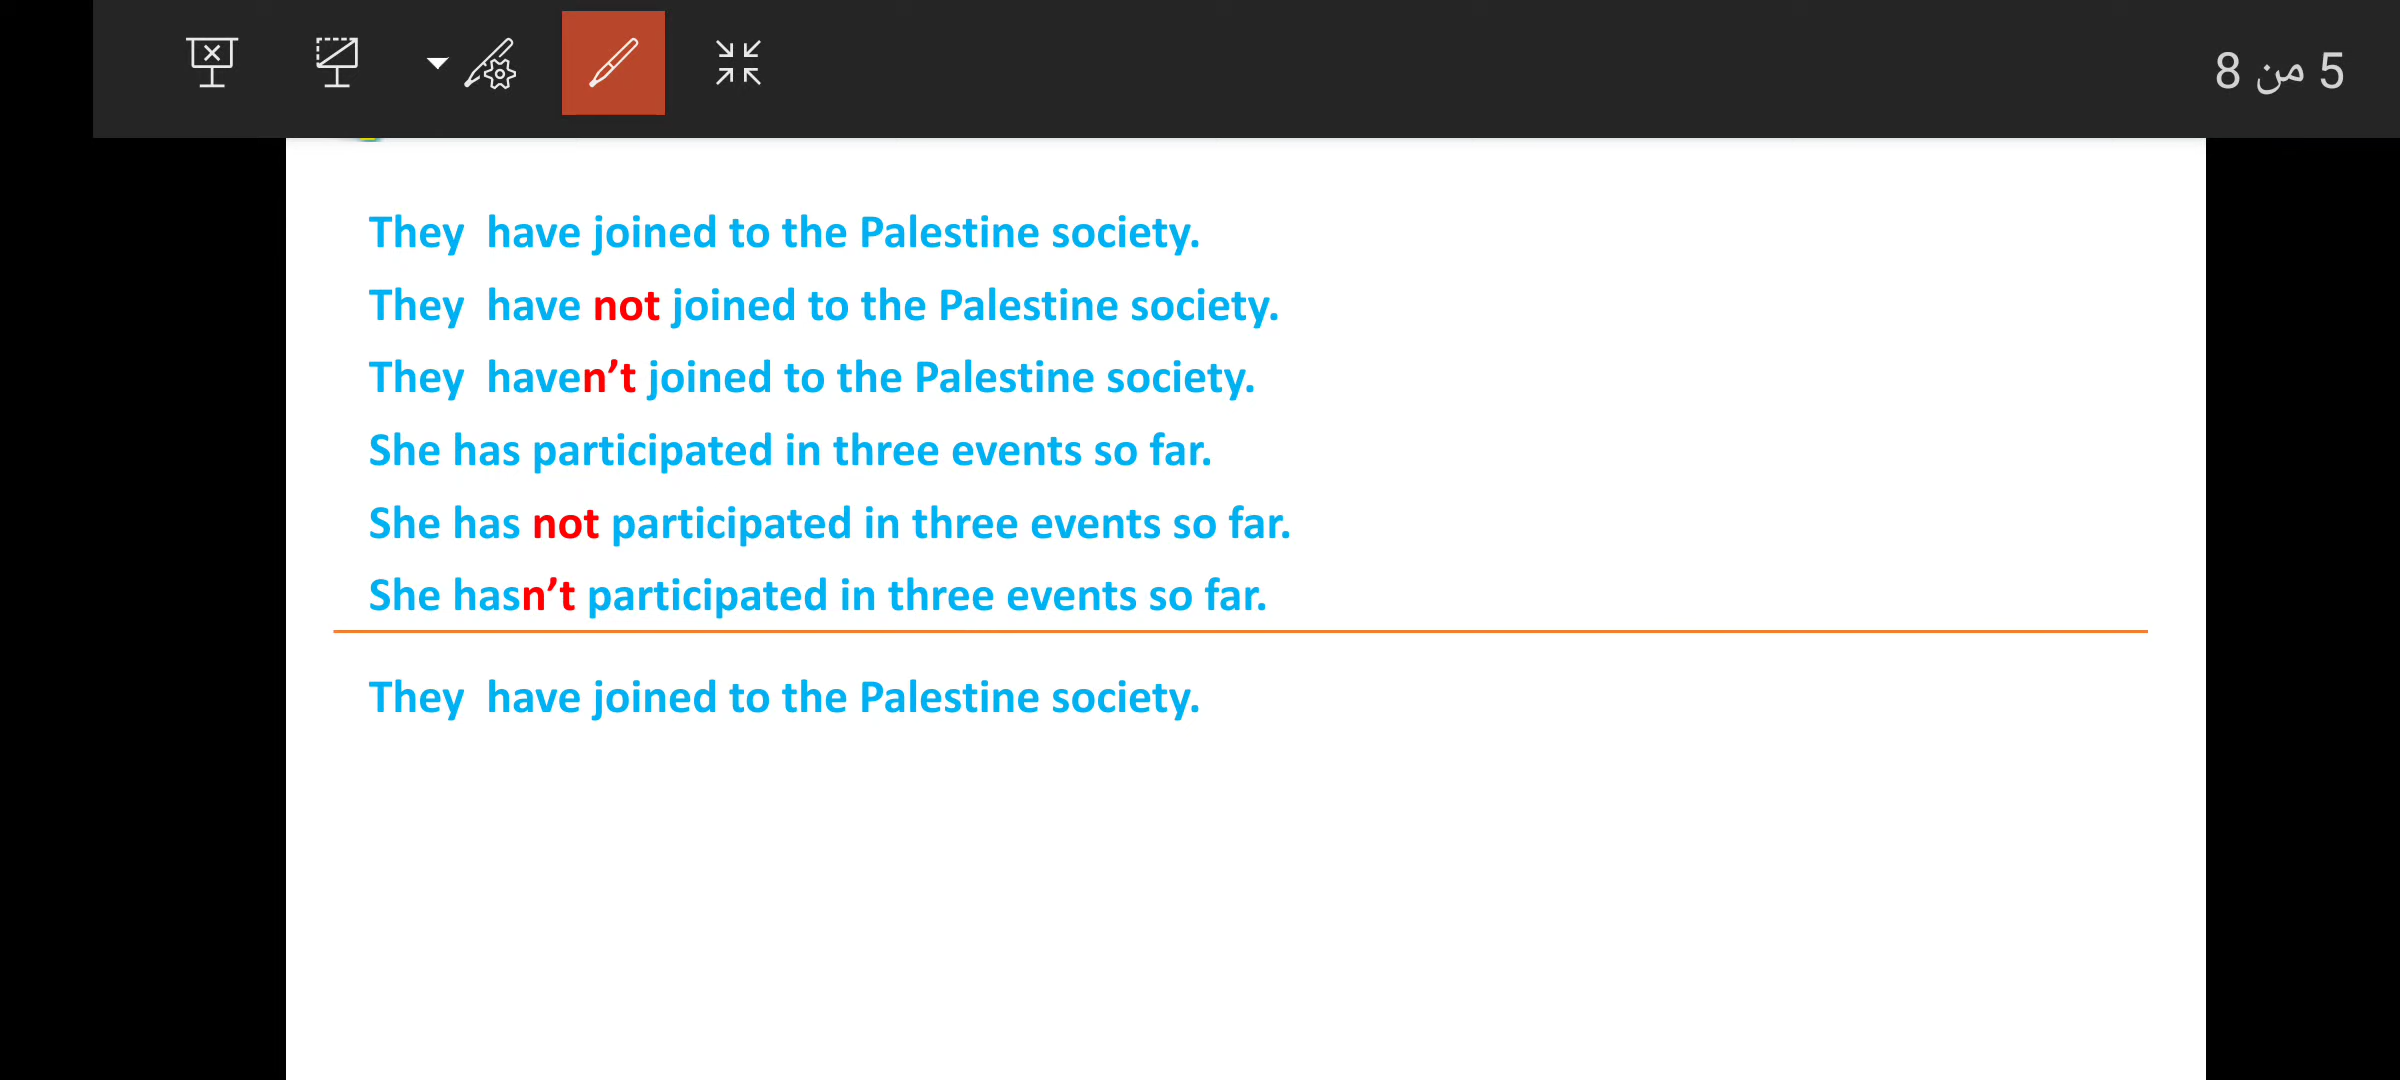 5 من 8
They have joined to the Palestine society.
They have not joined to the Palestine society.
They haven’t joined to the Palestine society.
She has participated in three events so far.
She has not participated in three events so far.
She hasn’t participated in three events so far.
They have joined to the Palestine society.